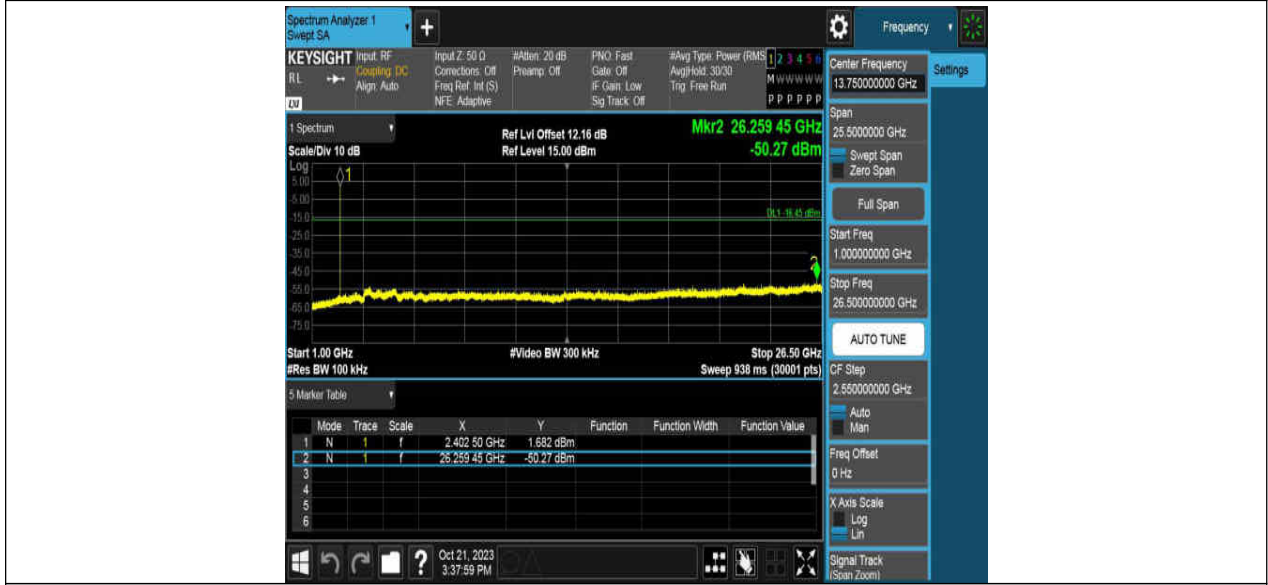 Spectrum Analyzer 1
Swept SA
+
Frequency
KEYSIGHT
RL
LXI
Input: RF
Coupling: DC
Align: Auto
Input Z: 50 Ω
Corrections: Off
Freq Ref: Int (S)
NFE: Adaptive
#Atten: 20 dB
Preamp: Off
PNO: Fast
Gate: Off
IF Gain: Low
Sig Track: Off
#Avg Type: Power (RMS
Avg|Hold: 30/30
Trig: Free Run
1 2 3 4 5 6
M W W W W W
P P P P P P
1 Spectrum
Scale/Div 10 dB
Ref Lvl Offset 12.16 dB
Ref Level 15.00 dBm
Mkr2 26.259 45 GHz
-50.27 dBm
Log
5.00
-5.00
-15.0
-25.0
-35.0
-45.0
-55.0
-65.0
-75.0
1
DL1 -18.45 dBm
2
Start 1.00 GHz
#Video BW 300 kHz
Stop 26.50 GHz
#Res BW 100 kHz
Sweep 938 ms (30001 pts)
5 Marker Table
Mode Trace Scale X Y Function Function Width Function Value
1 N 1 f 2.402 50 GHz 1.682 dBm
2 N 1 f 26.259 45 GHz -50.27 dBm
3
4
5
6
?
Oct 21, 2023
3:37:59 PM
Center Frequency
13.750000000 GHz
Settings
Span
25.5000000 GHz
Swept Span
Zero Span
Full Span
Start Freq
1.000000000 GHz
Stop Freq
26.500000000 GHz
AUTO TUNE
CF Step
2.550000000 GHz
Auto
Man
Freq Offset
0 Hz
X Axis Scale
Log
Lin
Signal Track
(Span Zoom)